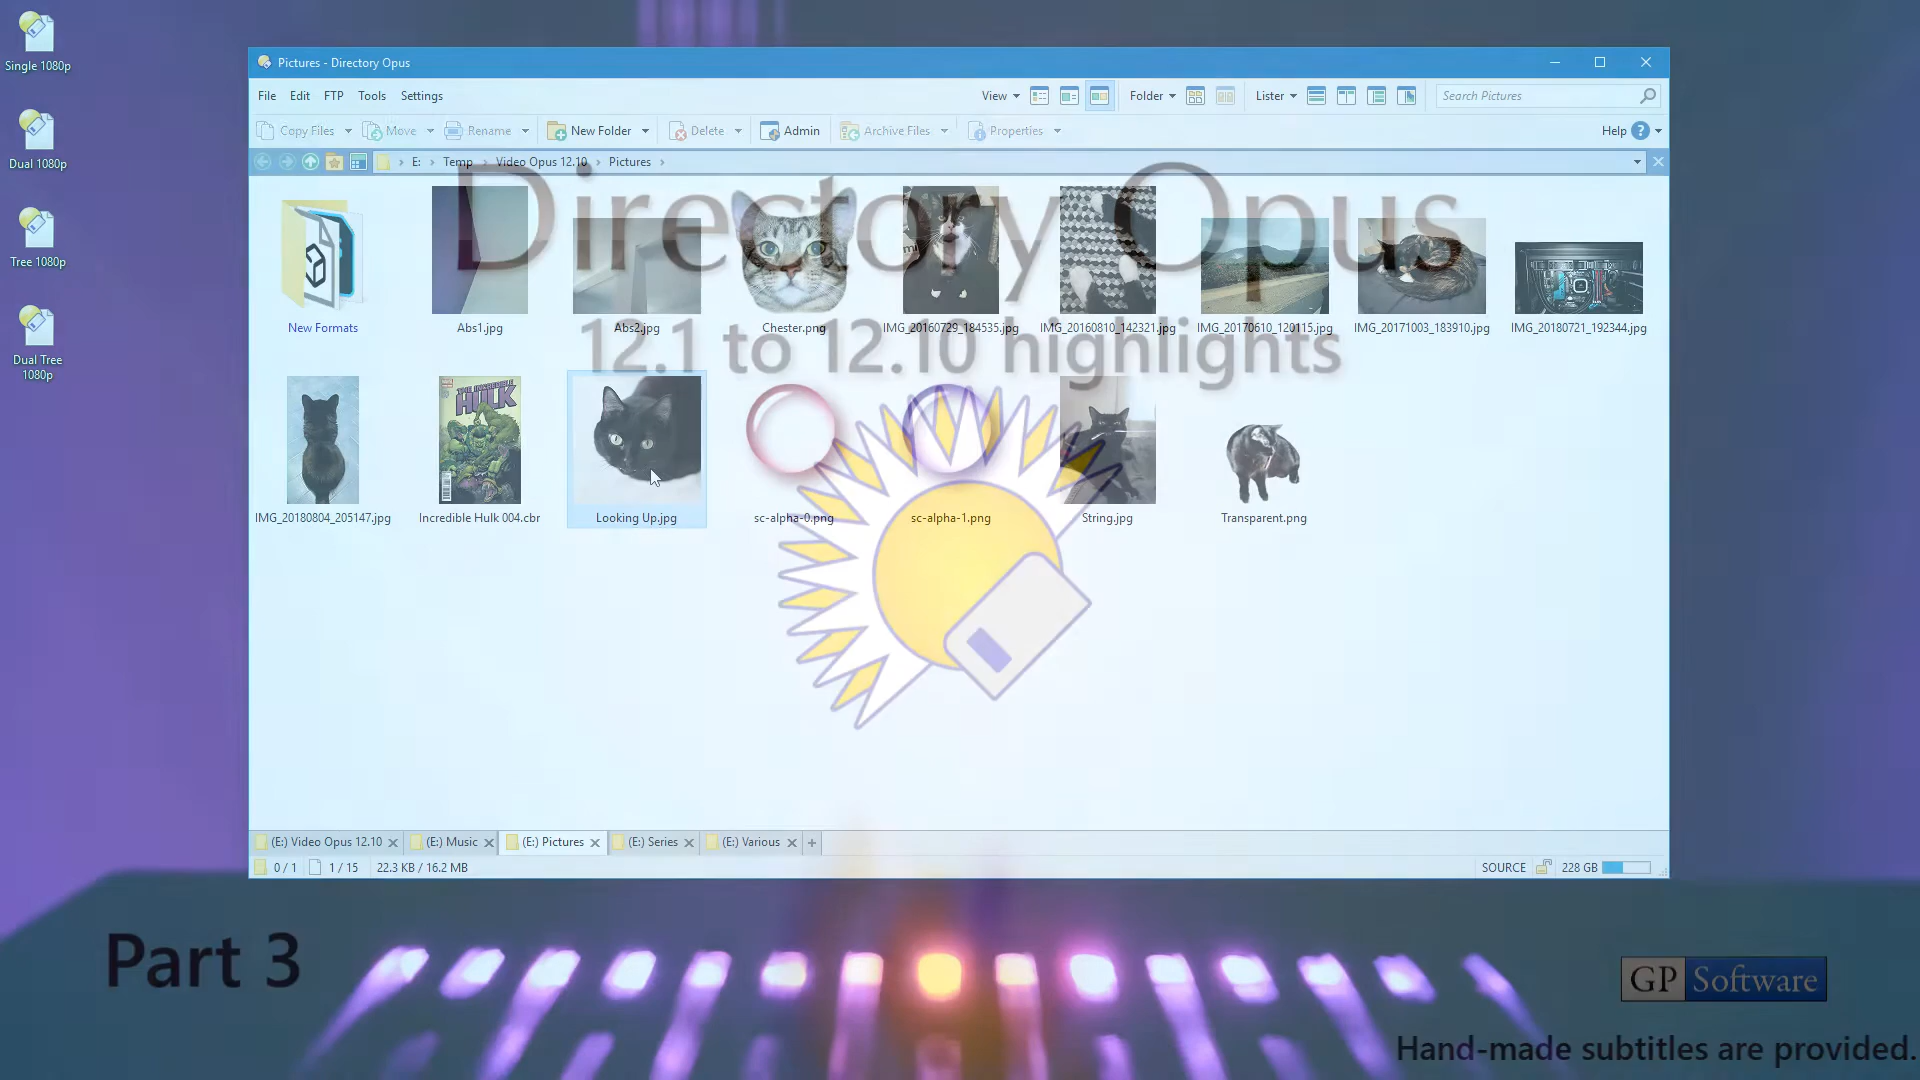 Single 1080p
Dual 1080p
Tree 1080p
Dual Tree
1080p
Pictures - Directory Opus
File Edit FTP Tools Settings
View Folder Lister Search Pictures
Copy Files Move Rename New Folder Delete Admin Archive Files Properties Help
E: Temp Video Opus 12.10 Pictures
Directory Opus
12.1 to 12.10 highlights
New Formats Abs1.jpg Abs2.jpg Chester.png IMG_20160729_184535.jpg IMG_20160810_142321.jpg IMG_20170610_120115.jpg IMG_20171003_183910.jpg IMG_20180721_192344.jpg
THE INCREDIBLE
HULK
IMG_20180804_205147.jpg Incredible Hulk 004.cbr Looking Up.jpg sc-alpha-0.png sc-alpha-1.png String.jpg Transparent.png
(E:) Video Opus 12.10 (E:) Music (E:) Pictures (E:) Series (E:) Various
0 / 1 1 / 15 22.3 KB / 16.2 MB SOURCE 228 GB
Part 3
GP Software
Hand-made subtitles are provided.